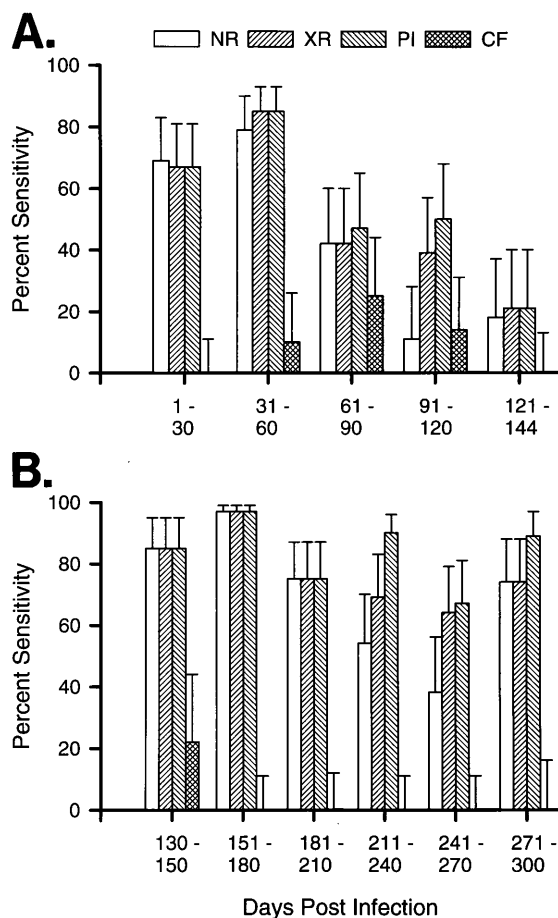 A.
NR XR PI CF
100
80
60
40
20
0
Percent Sensitivity
1 - 31 - 61 - 91 - 121 -
30 60 90 120 144
B.
100
80
60
40
20
0
Percent Sensitivity
130 - 151 - 181 - 211 - 241 - 271 -
150 180 210 240 270 300
Days Post Infection